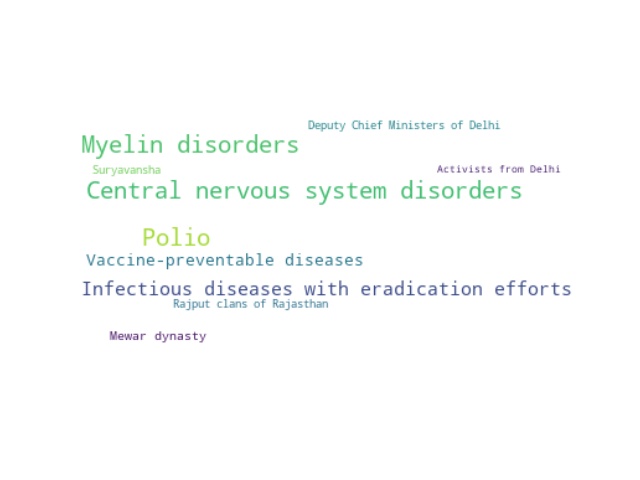 Deputy Chief Ministers of Delhi
Myelin disorders
Suryavansha
Activists from Delhi
Central nervous system disorders
Polio
Vaccine-preventable diseases
Infectious diseases with eradication efforts
Rajput clans of Rajasthan
Mewar dynasty